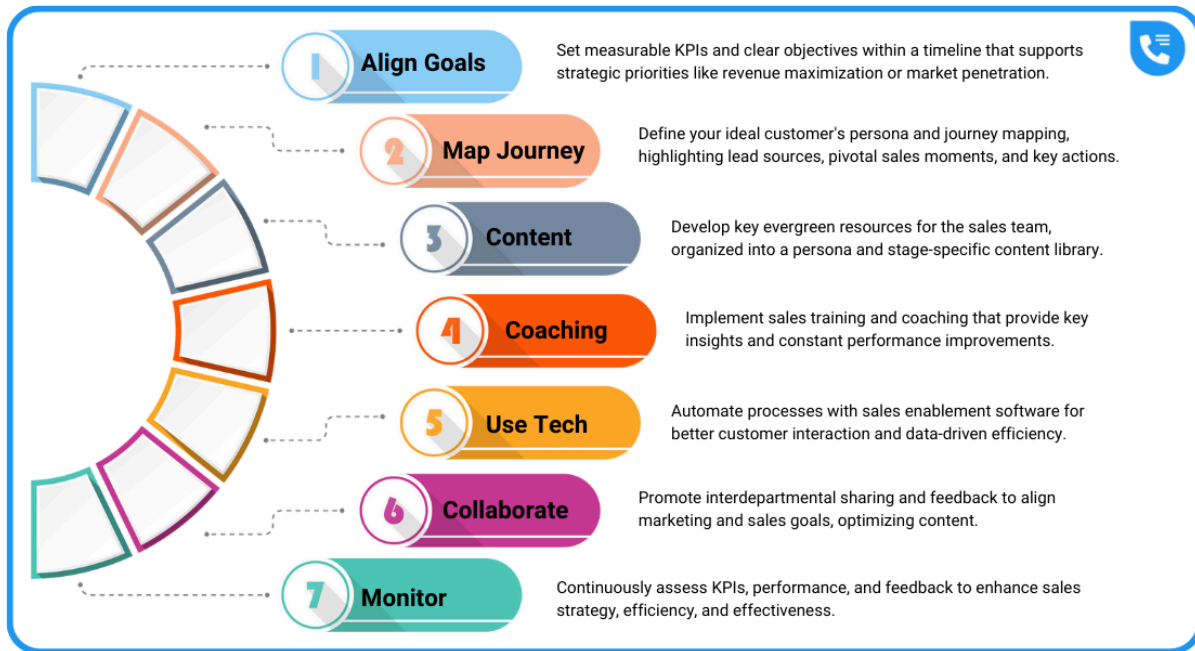 1
Align Goals
Set measurable KPIs and clear objectives within a timeline that supports
strategic priorities like revenue maximization or market penetration.
2
Map Journey
Define your ideal customer's persona and journey mapping,
highlighting lead sources, pivotal sales moments, and key actions.
3
Content
Develop key evergreen resources for the sales team,
organized into a persona and stage-specific content library.
4
Coaching
Implement sales training and coaching that provide key
insights and constant performance improvements.
5
Use Tech
Automate processes with sales enablement software for
better customer interaction and data-driven efficiency.
6
Collaborate
Promote interdepartmental sharing and feedback to align
marketing and sales goals, optimizing content.
7
Monitor
Continuously assess KPIs, performance, and feedback to enhance sales
strategy, efficiency, and effectiveness.